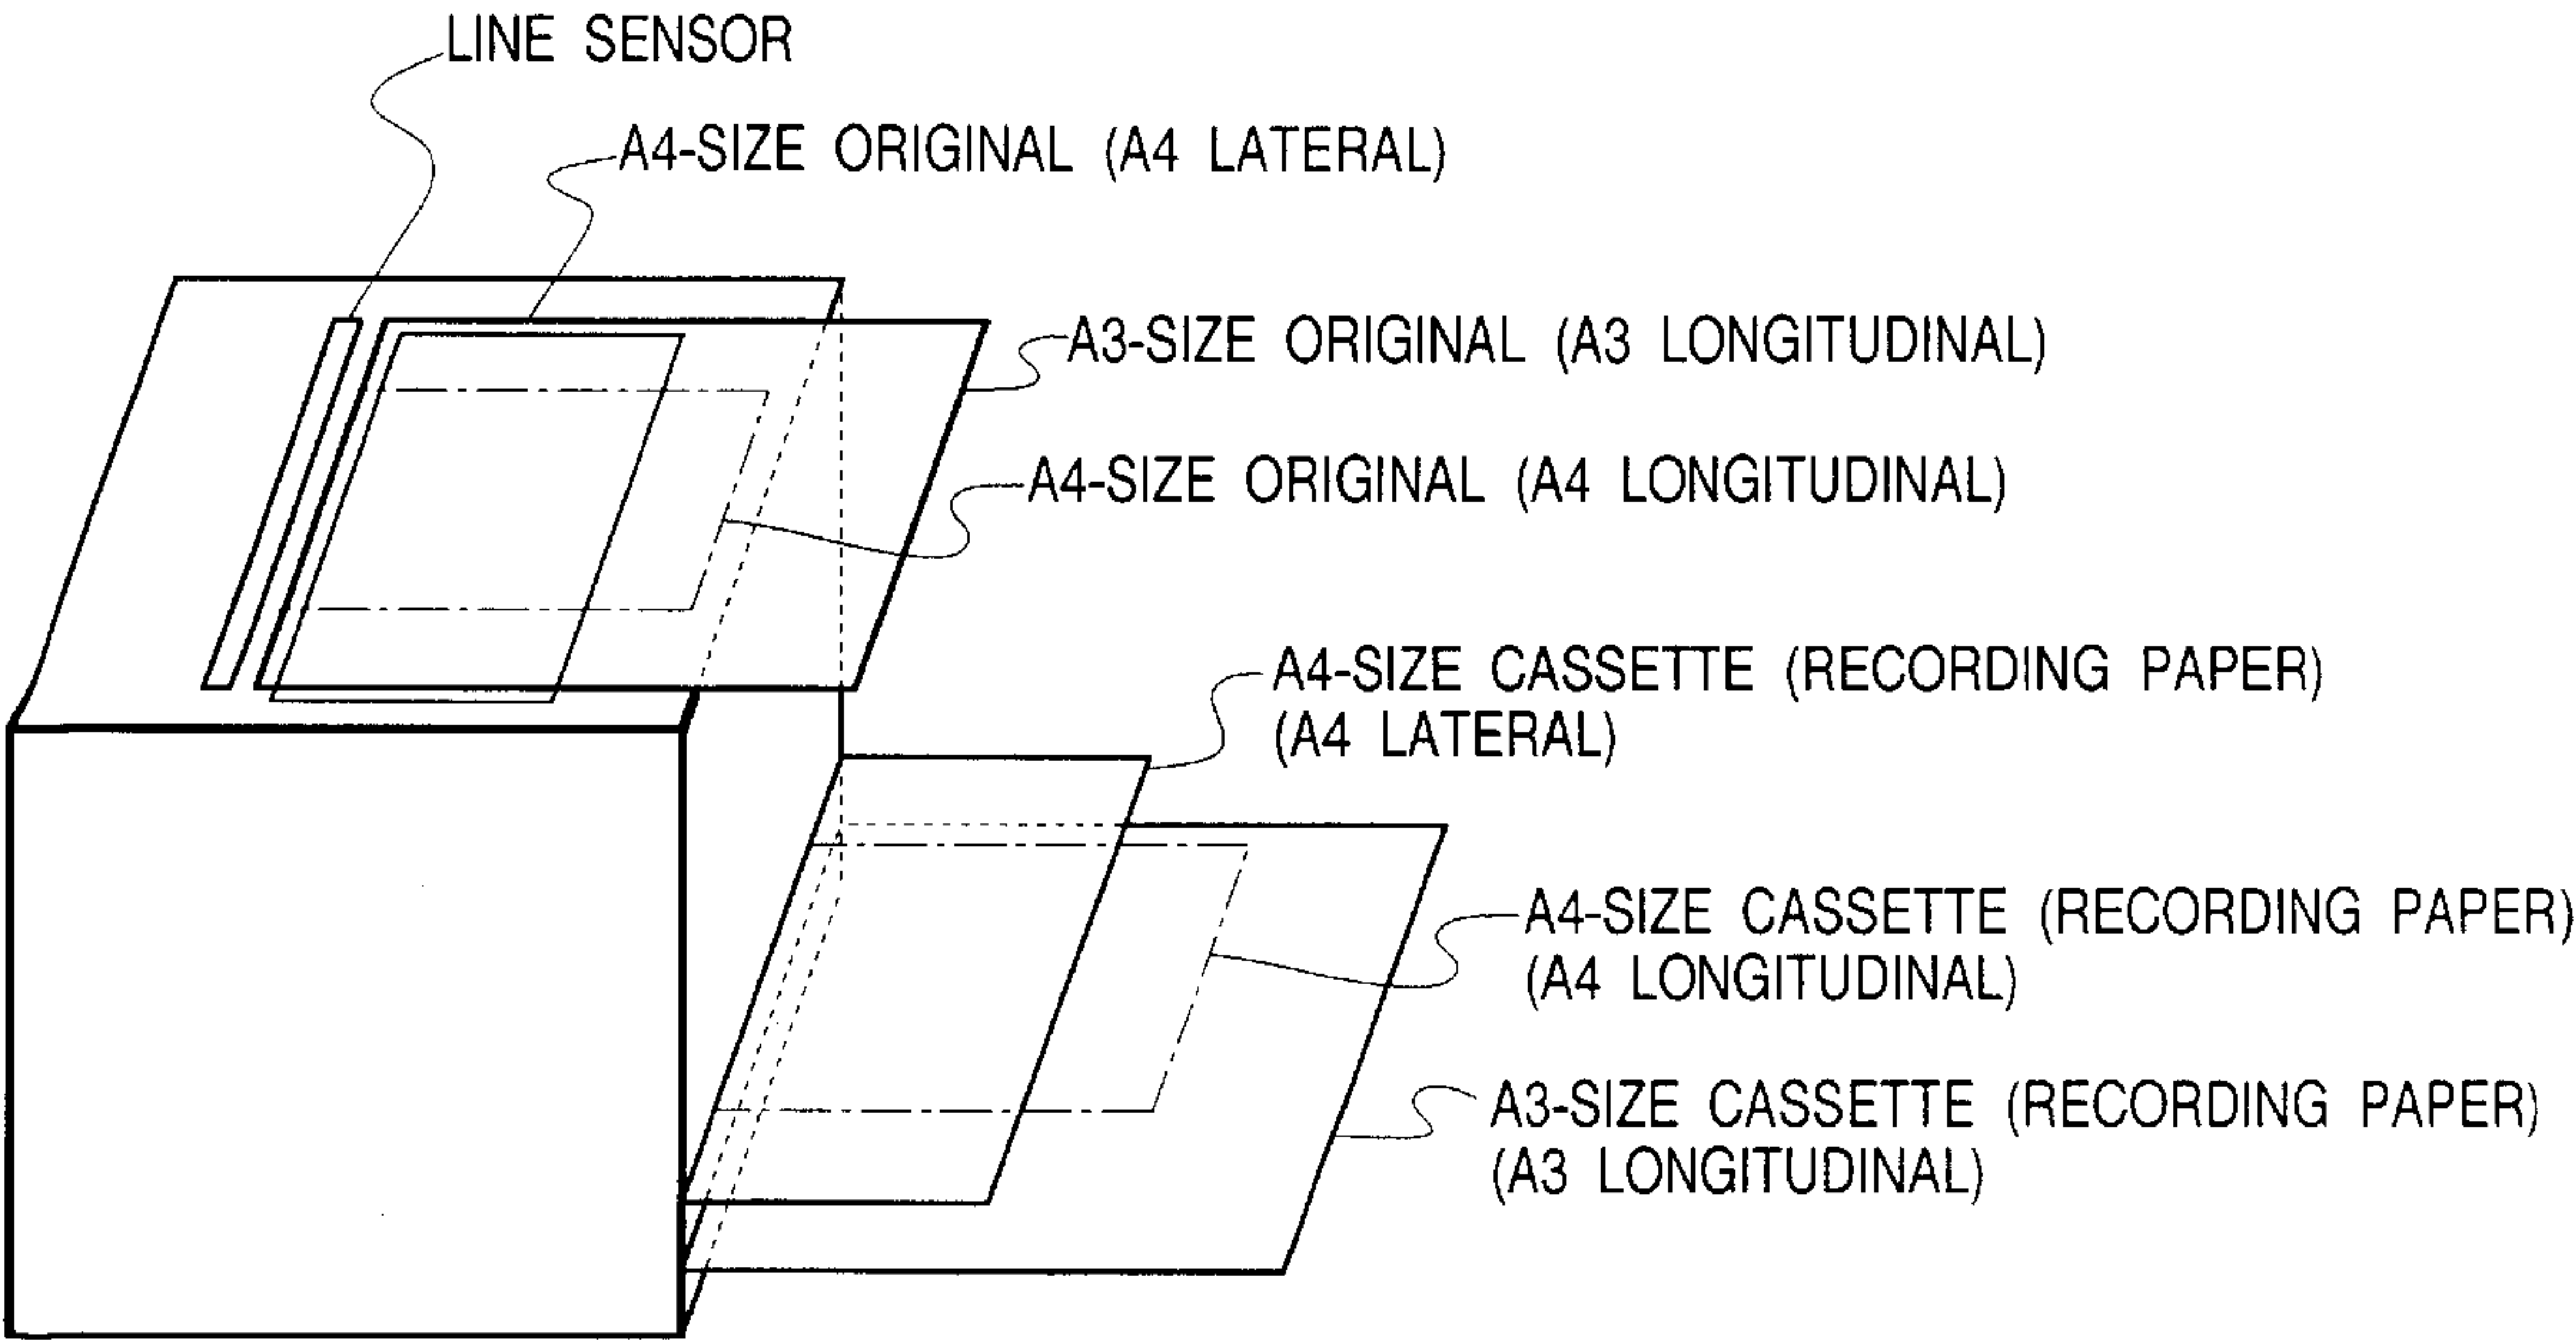 LINE SENSOR
A4-SIZE ORIGINAL (A4 LATERAL)
A3-SIZE ORIGINAL (A3 LONGITUDINAL)
A4-SIZE ORIGINAL (A4 LONGITUDINAL)
A4-SIZE CASSETTE (RECORDING PAPER)
(A4 LATERAL)
A4-SIZE CASSETTE (RECORDING PAPER)
(A4 LONGITUDINAL)
A3-SIZE CASSETTE (RECORDING PAPER)
(A3 LONGITUDINAL)